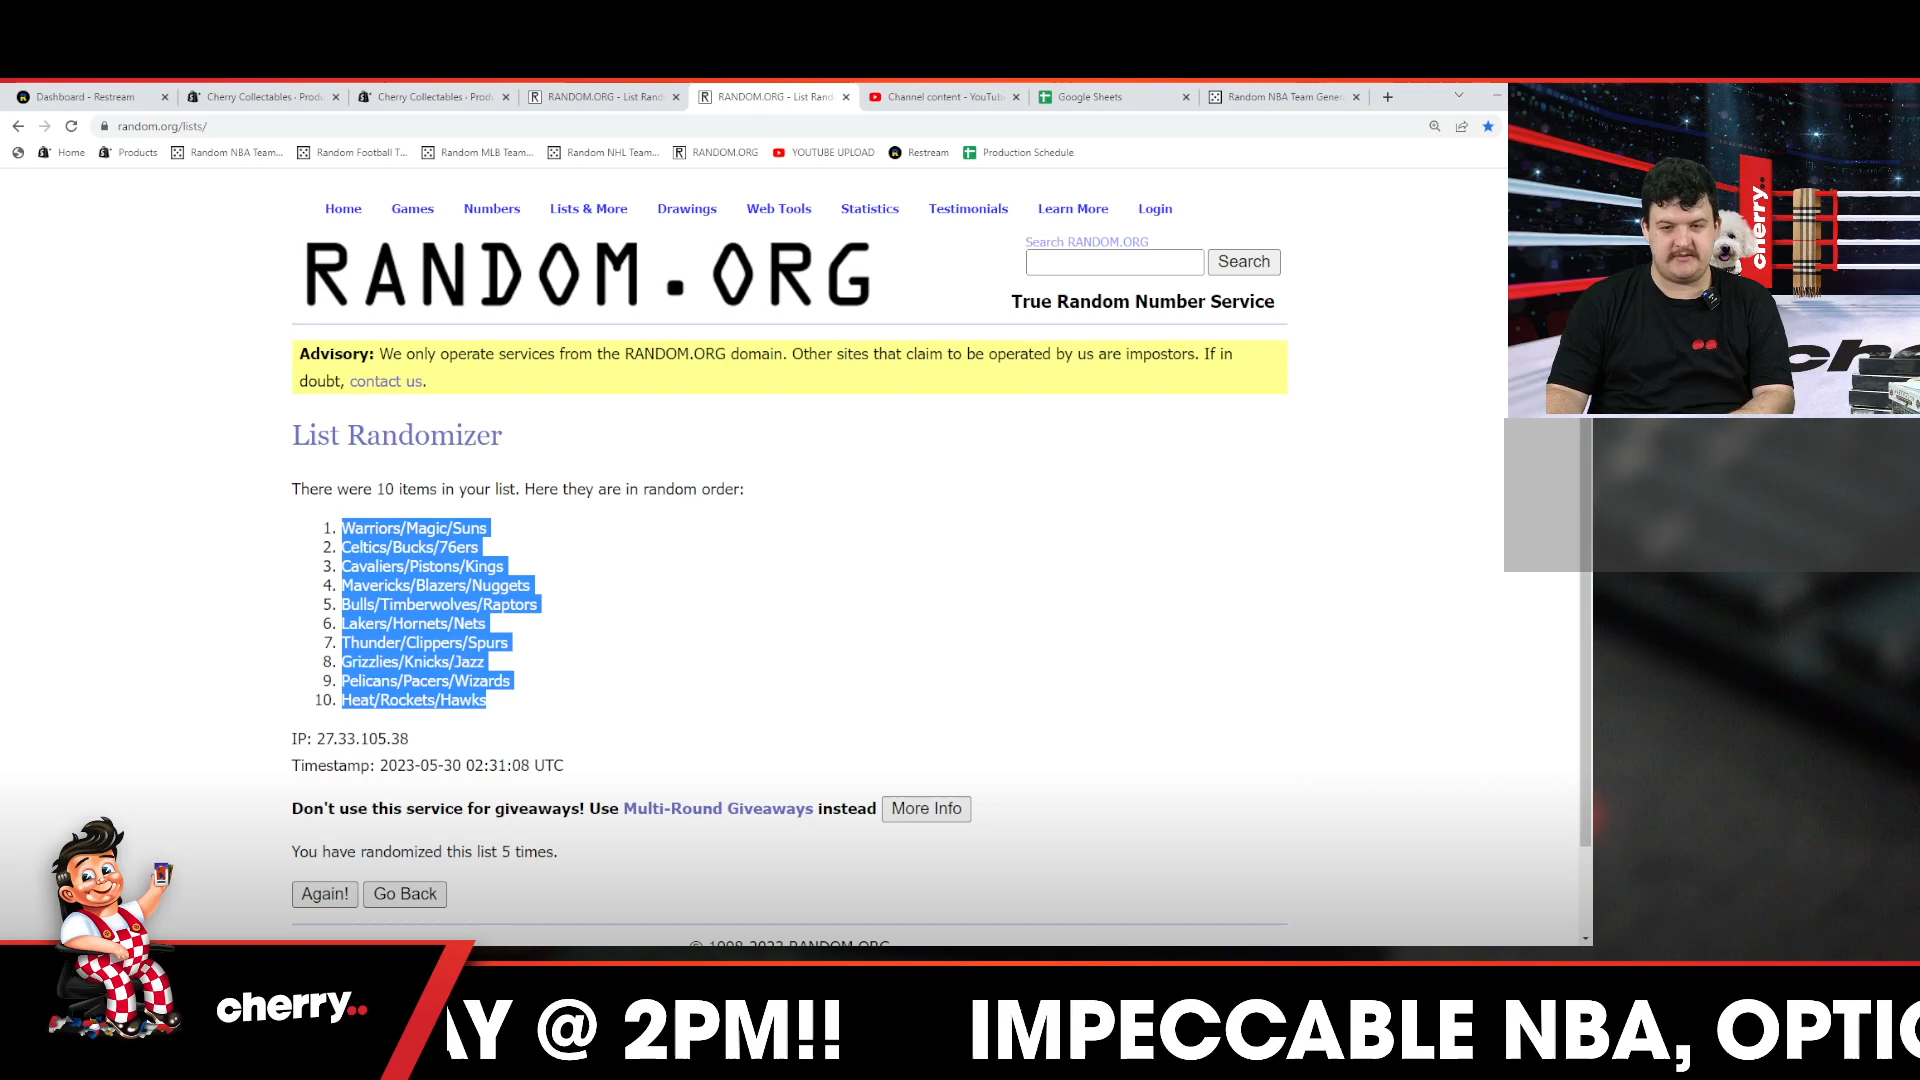 Dashboard - Restream
Cherry Collectables · Produ
Cherry Collectables · Prod
RANDOM.ORG - List Rand
RANDOM.ORG - List Rand
Channel content - YouTub
Google Sheets
Random NBA Team Gener
random.org/lists/
Home
Products
Random NBA Team...
Random Football T...
Random MLB Team...
Random NHL Team...
RANDOM.ORG
YOUTUBE UPLOAD
Restream
Production Schedule
Home Games Numbers Lists & More Drawings Web Tools Statistics Testimonials Learn More Login
RANDOM.ORG
Search RANDOM.ORG
Search
True Random Number Service
Advisory: We only operate services from the RANDOM.ORG domain. Other sites that claim to be operated by us are impostors. If in
doubt, contact us.
List Randomizer
There were 10 items in your list. Here they are in random order:
1. Warriors/Magic/Suns
2. Celtics/Bucks/76ers
3. Cavaliers/Pistons/Kings
4. Mavericks/Blazers/Nuggets
5. Bulls/Timberwolves/Raptors
6. Lakers/Hornets/Nets
7. Thunder/Clippers/Spurs
8. Grizzlies/Knicks/Jazz
9. Pelicans/Pacers/Wizards
10. Heat/Rockets/Hawks
IP: 27.33.105.38
Timestamp: 2023-05-30 02:31:08 UTC
Don't use this service for giveaways! Use Multi-Round Giveaways instead More Info
You have randomized this list 5 times.
Again! Go Back
© 1998-2023 RANDOM.ORG
cherry..
che
cherry..
AY @ 2PM!! IMPECCABLE NBA, OPTIC